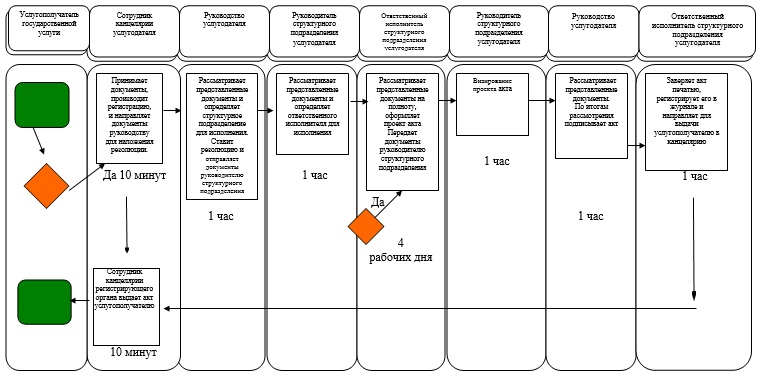 Услугополучатель
государственной
услуги
Сотрудник
канцелярии
услугодателя
Руководство
услугодателя
Руководитель
структурного
подразделения
услугодателя
Ответственный
исполнитель
структурного
подразделения
услугодателя
Руководитель
структурного
подразделения
услугодателя
Руководство
услугодателя
Ответственный
исполнитель структурного
подразделения
услугодателя
Принимает
документы,
производит
регистрацию,
и направляет
документы
руководству
для наложения
резолюции.
Да 10 минут
Рассматривает
представленные
документы и
определяет
структурное
подразделение
для исполнения.
Ставит
резолюцию и
отправляет
документы
руководителю
структурного
подразделения
1 час
Рассматривает
представленные
документы и
определяет
ответственного
исполнителя для
исполнения
1 час
Рассматривает
представленные
документы на
полноту,
оформляет
проект акта
Передает
документы
руководителю
структурного
подразделения
Да
4
рабочих дня
Визирование
проекта акта
1 час
Рассматривает
представленные
документы.
По итогам
рассмотрения
подписывает акт
1 час
Заверяет акт
печатью,
регистрирует его в
журнале и
направляет для
выдачи
услугополучателю в
канцелярию
1 час
Сотрудник
канцелярии
регистрирующего
органа выдает акт
услугополучателю
10 минут